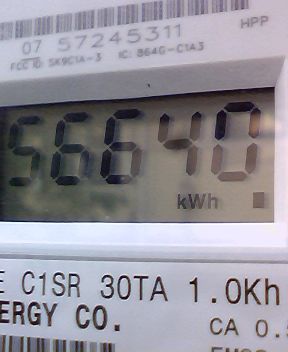 HPP
07 57245311
FCC ID: SK9C1A-3 IC: 864G-C1A3
56640
kWh
E C1SR 30TA 1.0Kh
ERGY CO.
CA 0.